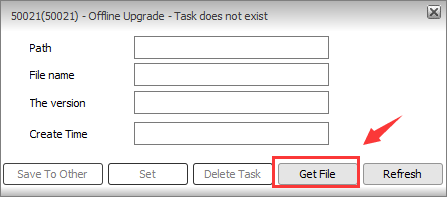 50021(50021) - Offline Upgrade - Task does not exist
Path
File name
The version
Create Time
Save To Other Set Delete Task Get File Refresh